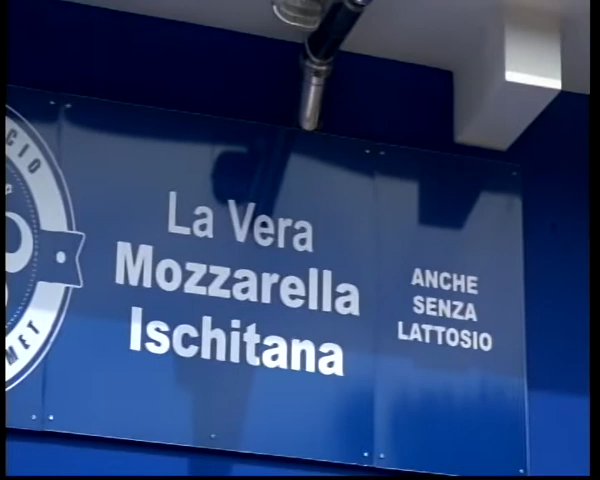 La Vera
Mozzarella
Ischitana
ANCHE
SENZA
LATTOSIO